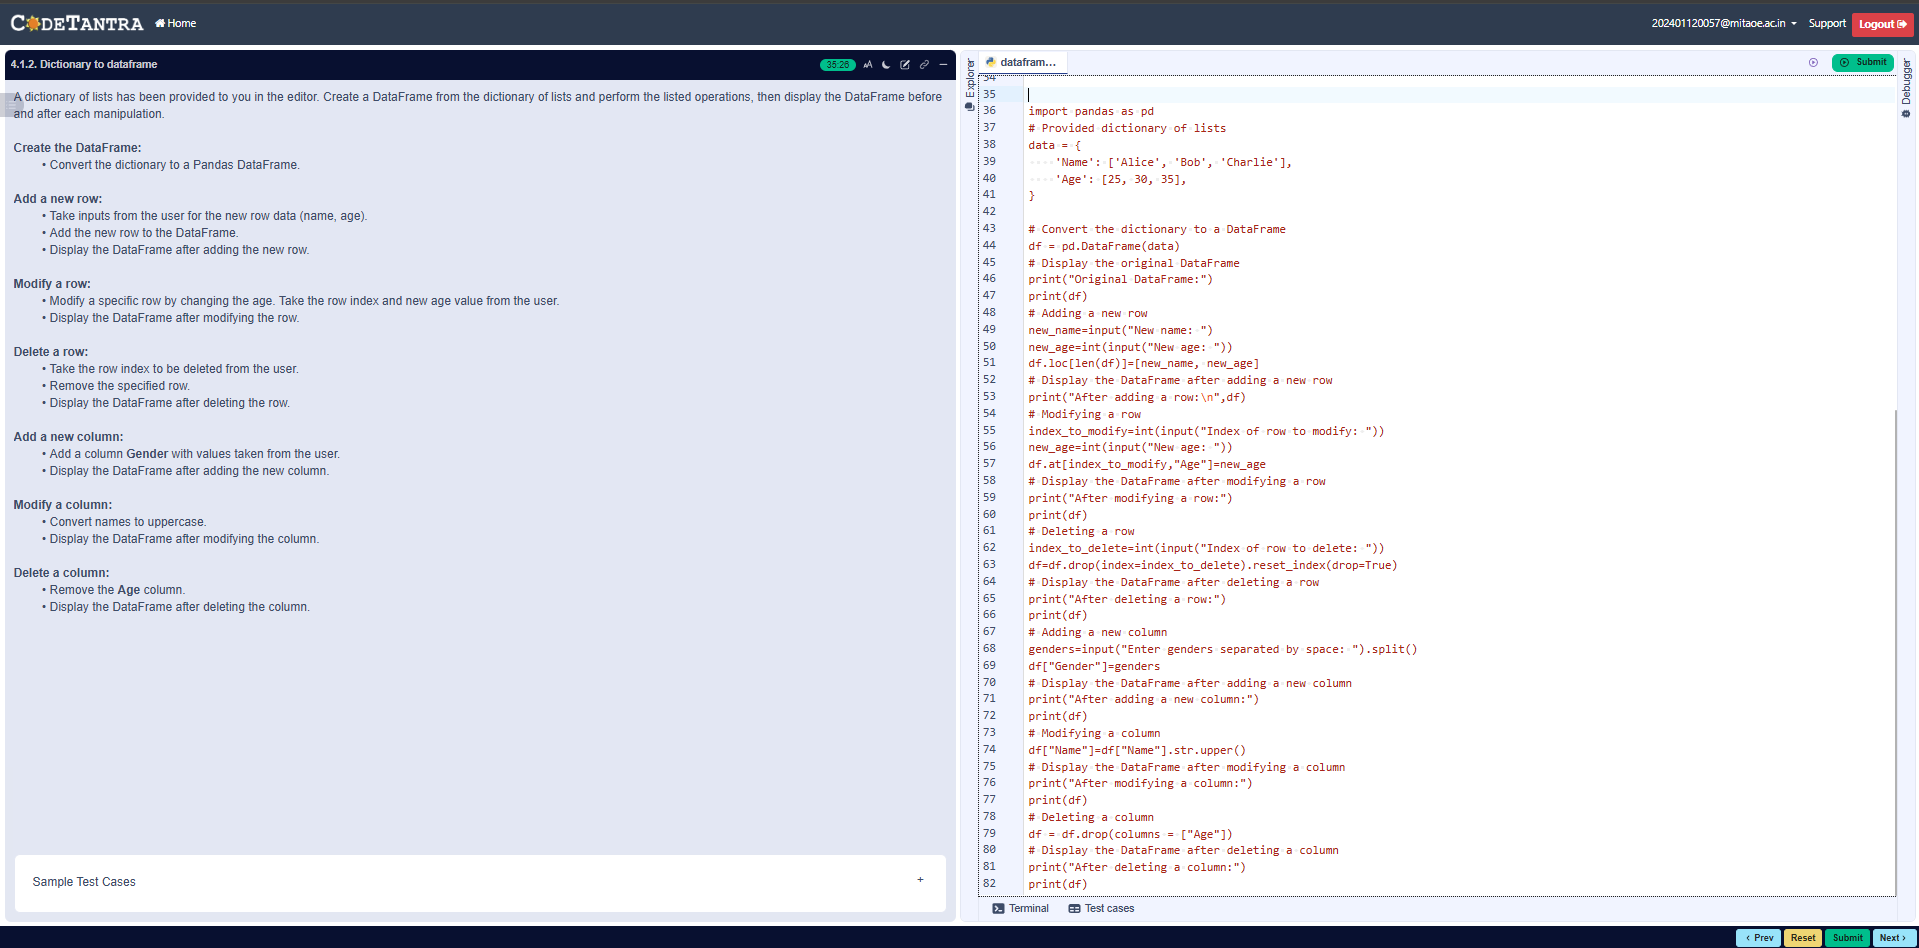 CODETANTRA
Home
202401120057@mitaoe.ac.in
Support
Logout
4.1.2. Dictionary to dataframe
35:26
A dictionary of lists has been provided to you in the editor. Create a DataFrame from the dictionary of lists and perform the listed operations, then display the DataFrame before
and after each manipulation.
Create the DataFrame:
• Convert the dictionary to a Pandas DataFrame.
Add a new row:
• Take inputs from the user for the new row data (name, age).
• Add the new row to the DataFrame.
• Display the DataFrame after adding the new row.
Modify a row:
• Modify a specific row by changing the age. Take the row index and new age value from the user.
• Display the DataFrame after modifying the row.
Delete a row:
• Take the row index to be deleted from the user.
• Remove the specified row.
• Display the DataFrame after deleting the row.
Add a new column:
• Add a column Gender with values taken from the user.
• Display the DataFrame after adding the new column.
Modify a column:
• Convert names to uppercase.
• Display the DataFrame after modifying the column.
Delete a column:
• Remove the Age column.
• Display the DataFrame after deleting the column.
Sample Test Cases
+
Explorer
datafram...
Submit
Debugger
34
35
36 import pandas as pd
37 # Provided dictionary of lists
38 data = {
39     'Name': ['Alice', 'Bob', 'Charlie'],
40     'Age': [25, 30, 35],
41 }
42
43 # Convert the dictionary to a DataFrame
44 df = pd.DataFrame(data)
45 # Display the original DataFrame
46 print("Original DataFrame:")
47 print(df)
48 # Adding a new row
49 new_name=input("New name: ")
50 new_age=int(input("New age: "))
51 df.loc[len(df)]=[new_name, new_age]
52 # Display the DataFrame after adding a new row
53 print("After adding a row:\n",df)
54 # Modifying a row
55 index_to_modify=int(input("Index of row to modify: "))
56 new_age=int(input("New age: "))
57 df.at[index_to_modify,"Age"]=new_age
58 # Display the DataFrame after modifying a row
59 print("After modifying a row:")
60 print(df)
61 # Deleting a row
62 index_to_delete=int(input("Index of row to delete: "))
63 df=df.drop(index=index_to_delete).reset_index(drop=True)
64 # Display the DataFrame after deleting a row
65 print("After deleting a row:")
66 print(df)
67 # Adding a new column
68 genders=input("Enter genders separated by space: ").split()
69 df["Gender"]=genders
70 # Display the DataFrame after adding a new column
71 print("After adding a new column:")
72 print(df)
73 # Modifying a column
74 df["Name"]=df["Name"].str.upper()
75 # Display the DataFrame after modifying a column
76 print("After modifying a column:")
77 print(df)
78 # Deleting a column
79 df = df.drop(columns = ["Age"])
80 # Display the DataFrame after deleting a column
81 print("After deleting a column:")
82 print(df)
Terminal
Test cases
‹ Prev
Reset
Submit
Next ›